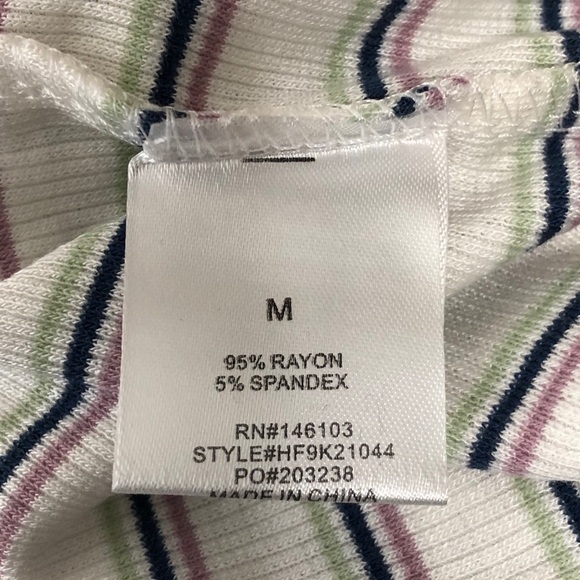 M
95% RAYON
5% SPANDEX
RN#146103
STYLE#HF9K21044
PO#203238
MADE IN CHINA